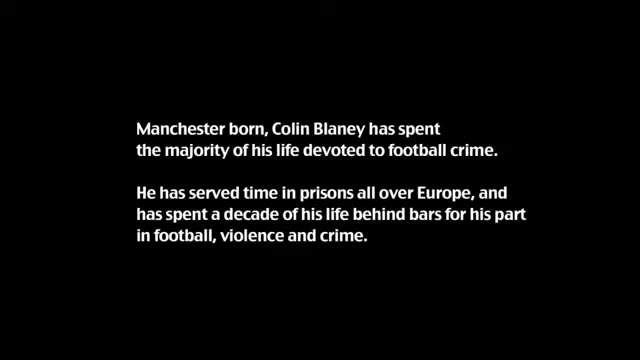 Manchester born, Colin Blaney has spent
the majority of his life devoted to football crime.
He has served time in prisons all over Europe, and
has spent a decade of his life behind bars for his part
in football, violence and crime.